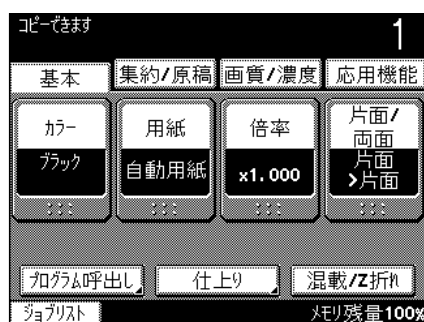 コピーできます
1
基本 集約/原稿 画質/濃度 応用機能
カラー 用紙 倍率 片面/
両面
ブラック 自動用紙 x1.000 片面
>片面
プログラム呼出し 仕上り 混載/Z折れ
ジョブリスト メモリ残量100%